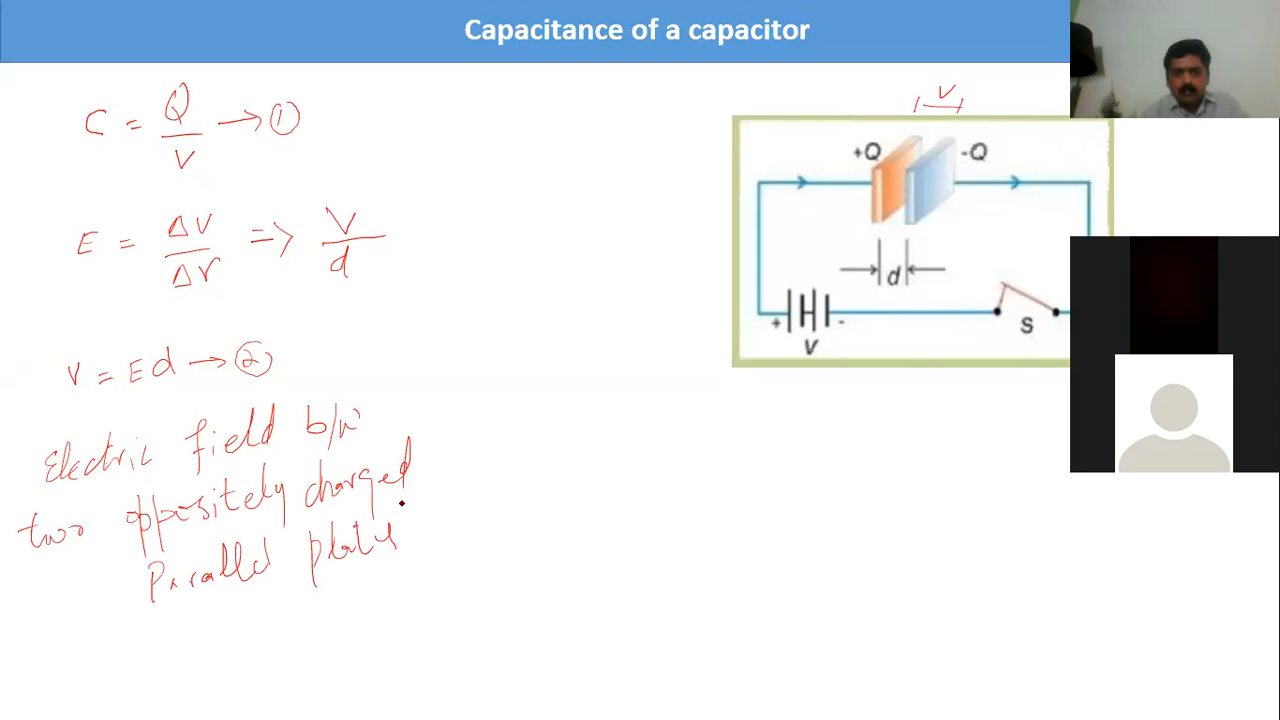 Capacitance of a capacitor
C = Q/V → ①
E = ΔV/Δr => V/d
V = Ed → ②
Electric field b/w
two oppositely charged
Parallel plates
V
+Q -Q
d
+ -
V
S